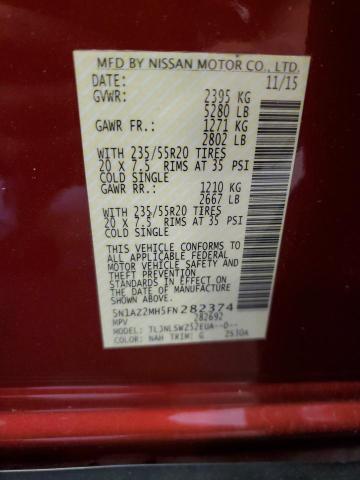 MFD BY NISSAN MOTOR CO., LTD.
DATE: 11/15
GVWR: 2395 KG
5280 LB
GAWR FR.: 1271 KG
2802 LB
WITH 235/55R20 TIRES
20 X 7.5 RIMS AT 35 PSI
COLD SINGLE
GAWR RR.: 1210 KG
2667 LB
WITH 235/55R20 TIRES
20 X 7.5 RIMS AT 35 PSI
COLD SINGLE
THIS VEHICLE CONFORMS TO
ALL APPLICABLE FEDERAL
MOTOR VEHICLE SAFETY AND
THEFT PREVENTION
STANDARDS IN EFFECT ON THE
DATE OF MANUFACTURE
SHOWN ABOVE.
5N1AZ2MH5FN282374
MPV 282692
MODEL: TLJNLSWZ52EUA--D--
COLOR: NAH TRIM: G 2530A